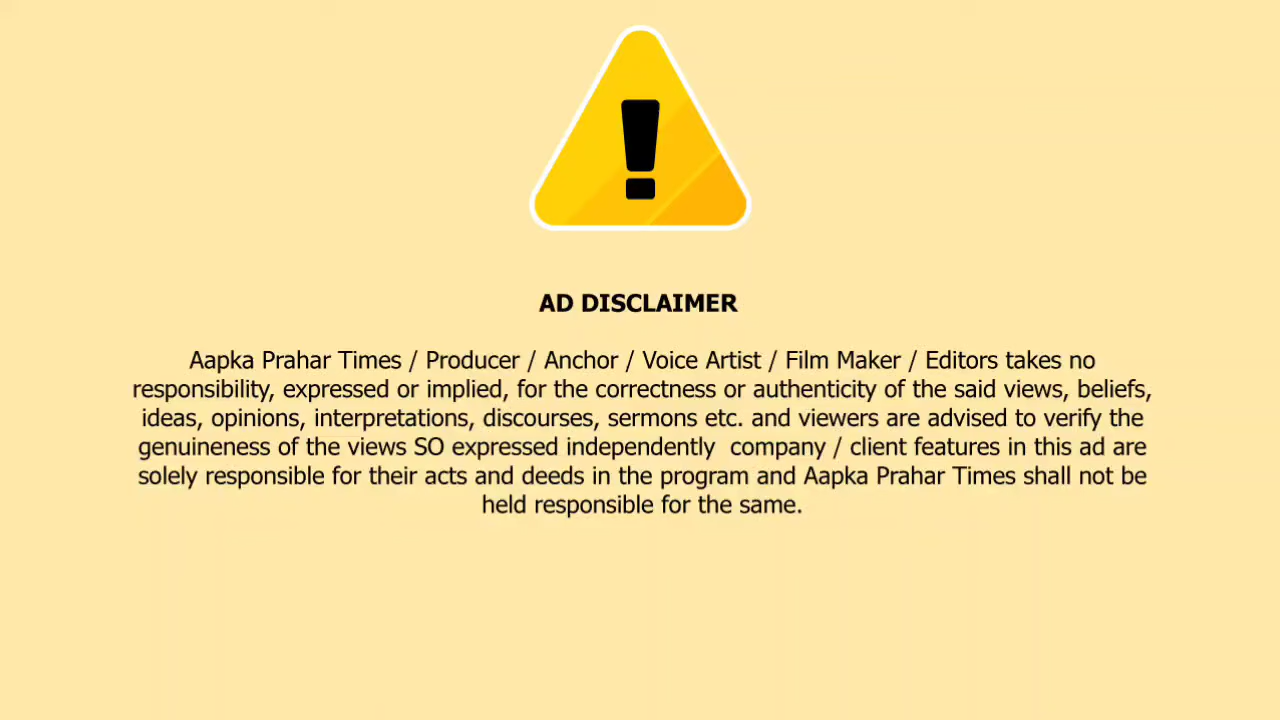 AD DISCLAIMER
Aapka Prahar Times / Producer / Anchor / Voice Artist / Film Maker / Editors takes no
responsibility, expressed or implied, for the correctness or authenticity of the said views, beliefs,
ideas, opinions, interpretations, discourses, sermons etc. and viewers are advised to verify the
genuineness of the views SO expressed independently  company / client features in this ad are
solely responsible for their acts and deeds in the program and Aapka Prahar Times shall not be
held responsible for the same.